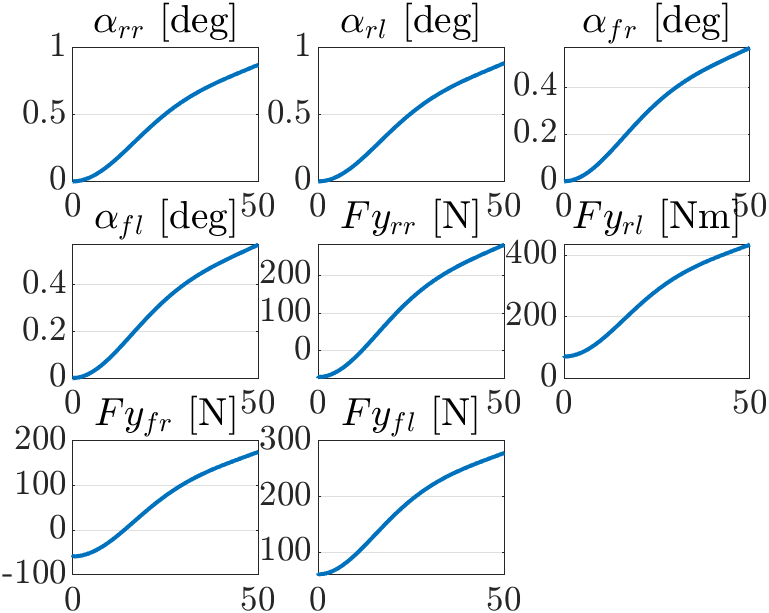 α_rr [deg] α_rl [deg] α_fr [deg]
1 1
0.4
0.5 0.5
0.2
0 0 0
0 50 0 50 0 50
α_fl [deg] Fy_rr [N] Fy_rl [Nm]
400
0.4 200
100 200
0.2
0
0 0
0 50 0 50 0 50
Fy_fr [N] Fy_fl [N]
200 300
100 200
0
100
-100
0 50 0 50